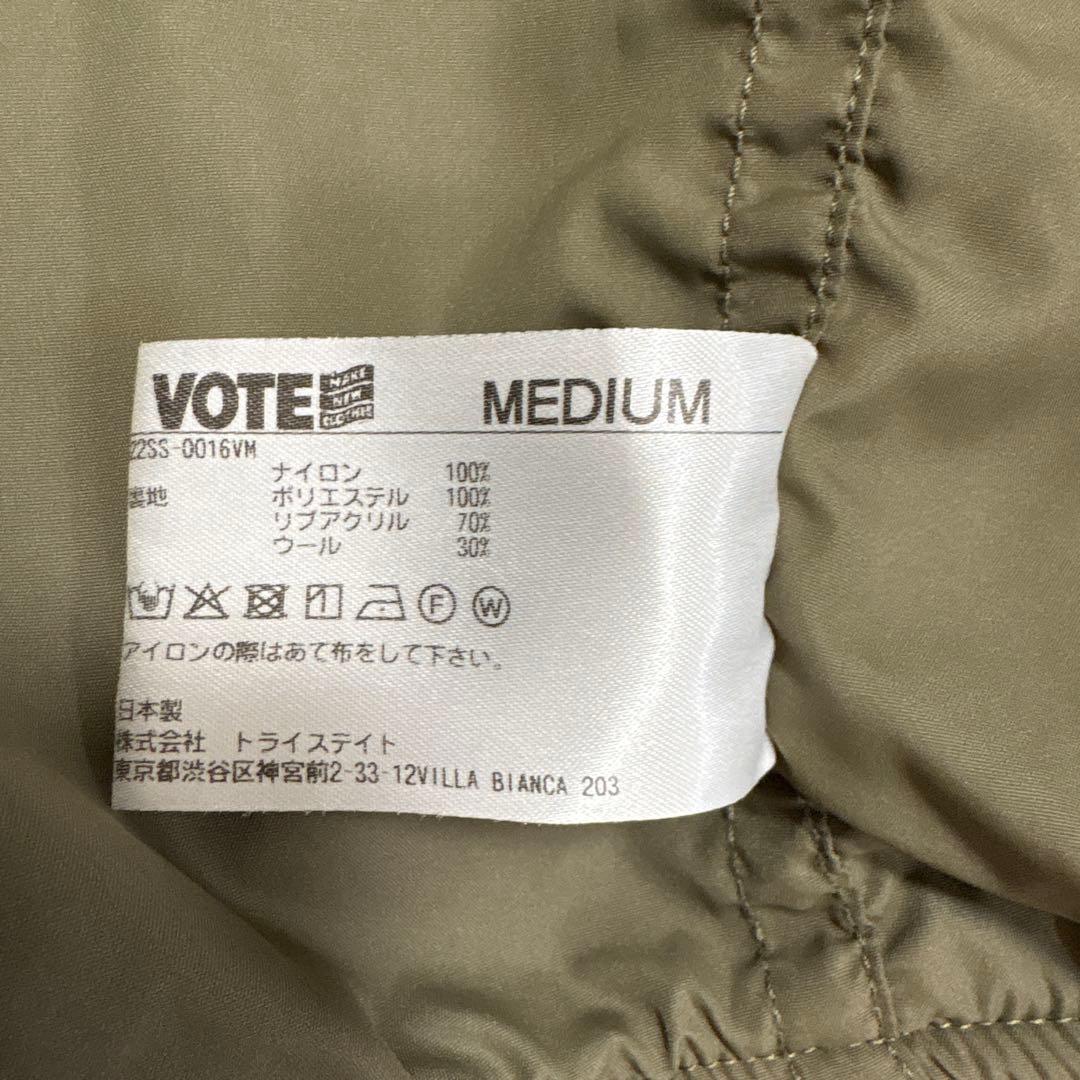 VOTE MAKE NEW CLOTHES MEDIUM
22SS-0016VM
ナイロン 100%
裏地 ポリエステル 100%
リブアクリル 70%
ウール 30%
1 F W
アイロンの際はあて布をして下さい。
日本製
株式会社 トライステイト
東京都渋谷区神宮前2-33-12VILLA BIANCA 203